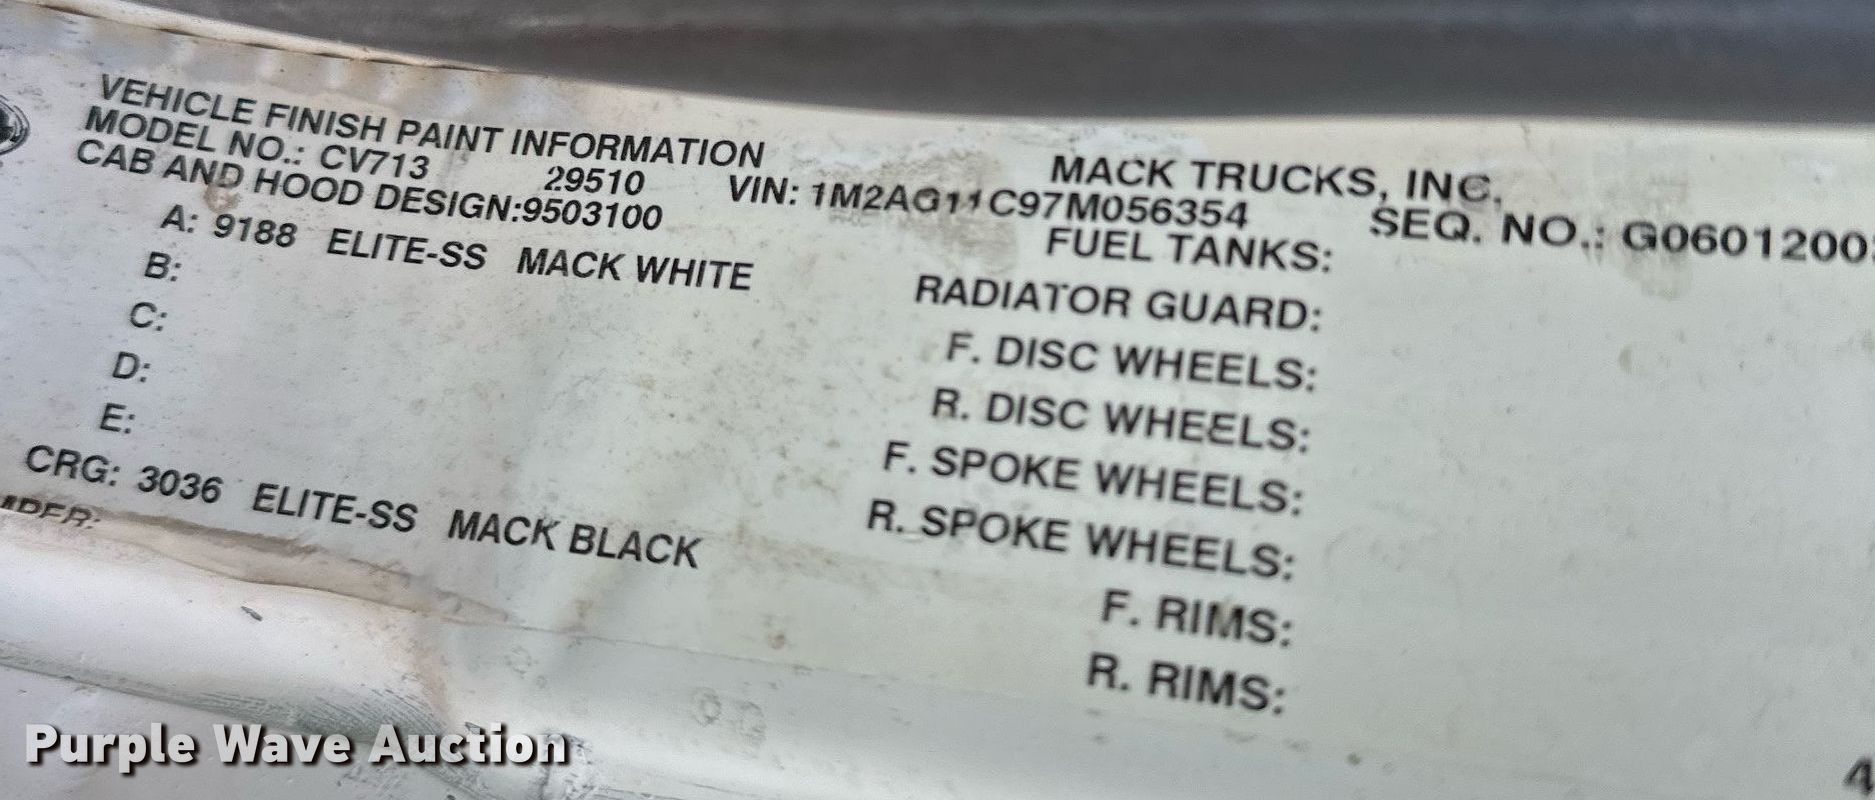 VEHICLE FINISH PAINT INFORMATION
MACK TRUCKS, INC.
MODEL NO.: CV713 29510 VIN: 1M2AG11C97M056354 SEQ. NO.: G06012003
CAB AND HOOD DESIGN:9503100
FUEL TANKS:
A: 9188 ELITE-SS MACK WHITE
RADIATOR GUARD:
B:
F. DISC WHEELS:
C:
R. DISC WHEELS:
D:
F. SPOKE WHEELS:
E:
R. SPOKE WHEELS:
CRG: 3036 ELITE-SS MACK BLACK
F. RIMS:
R. RIMS:
4
Purple Wave Auction